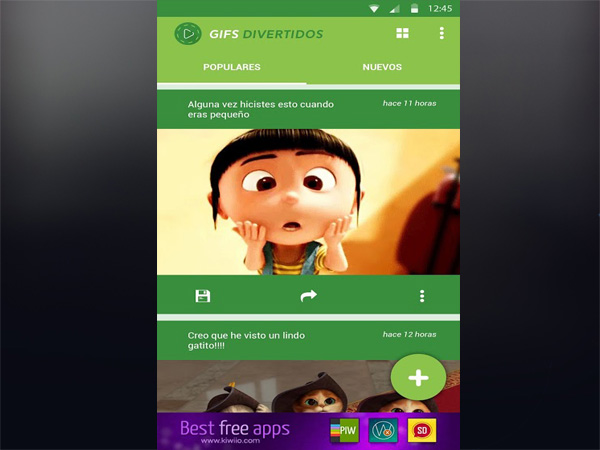 12:45
GIFS DIVERTIDOS
POPULARES
NUEVOS
Alguna vez hicistes esto cuando
eras pequeño
hace 11 horas
Creo que he visto un lindo
gatito!!!!
hace 12 horas
Best free apps
www.kiwiio.com
PIW
W
SD